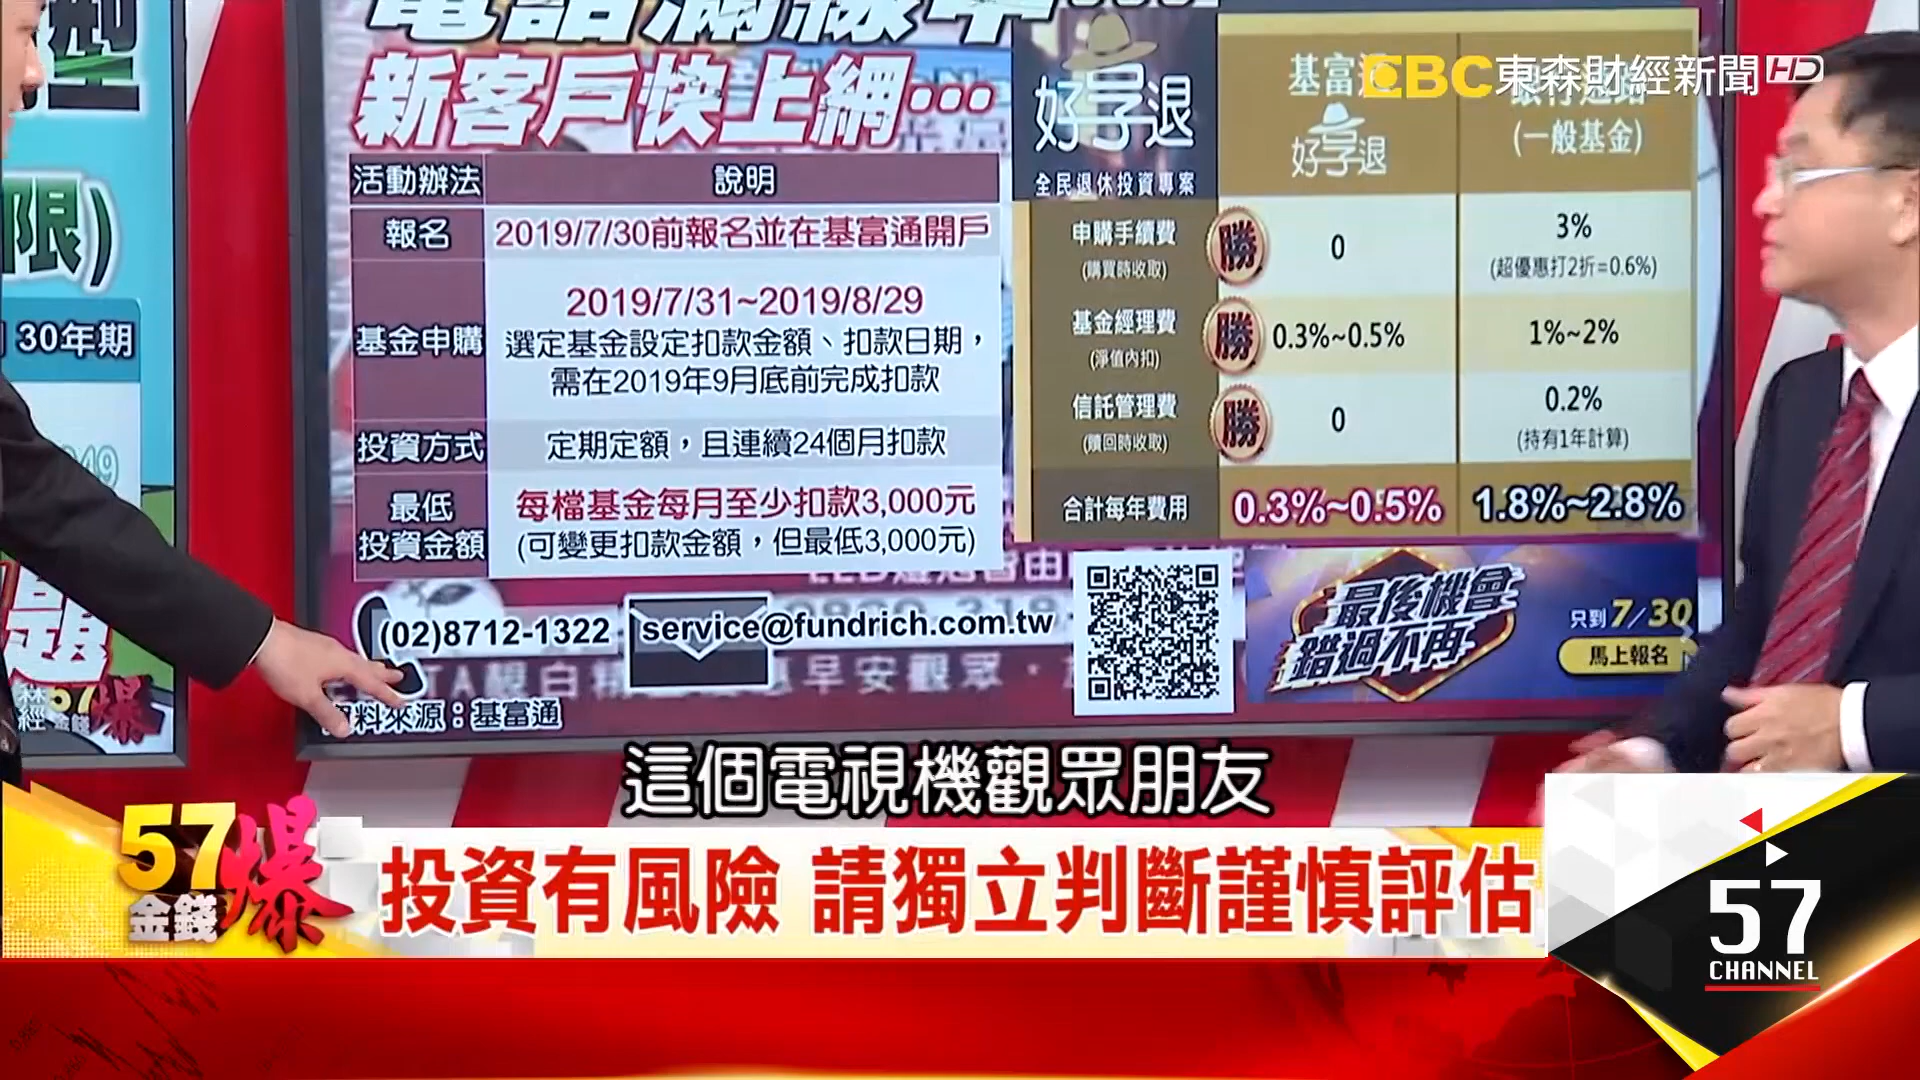 電話滿線中
新客戶快上網…
活動辦法 說明
報名 2019/7/30前報名並在基富通開戶
基金申購 2019/7/31~2019/8/29
選定基金設定扣款金額、扣款日期,
需在2019年9月底前完成扣款
投資方式 定期定額,且連續24個月扣款
最低
投資金額
每檔基金每月至少扣款3,000元
(可變更扣款金額,但最低3,000元)
(02)8712-1322 service@fundrich.com.tw
資料來源:基富通
好享退
全民退休投資專案
好享退
(一般基金)
申購手續費
(購買時收取)
勝 0
3%
(超優惠打2折=0.6%)
基金經理費
(淨值內扣)
勝 0.3%~0.5%
1%~2%
信託管理費
(贖回時收取)
勝 0
0.2%
(持有1年計算)
合計每年費用 0.3%~0.5% 1.8%~2.8%
最後機會
錯過不再
只到7/30
馬上報名
EBC東森財經新聞HD
型
限)
30年期
題
這個電視機觀眾朋友
57
金錢爆
投資有風險 請獨立判斷謹慎評估
57
CHANNEL